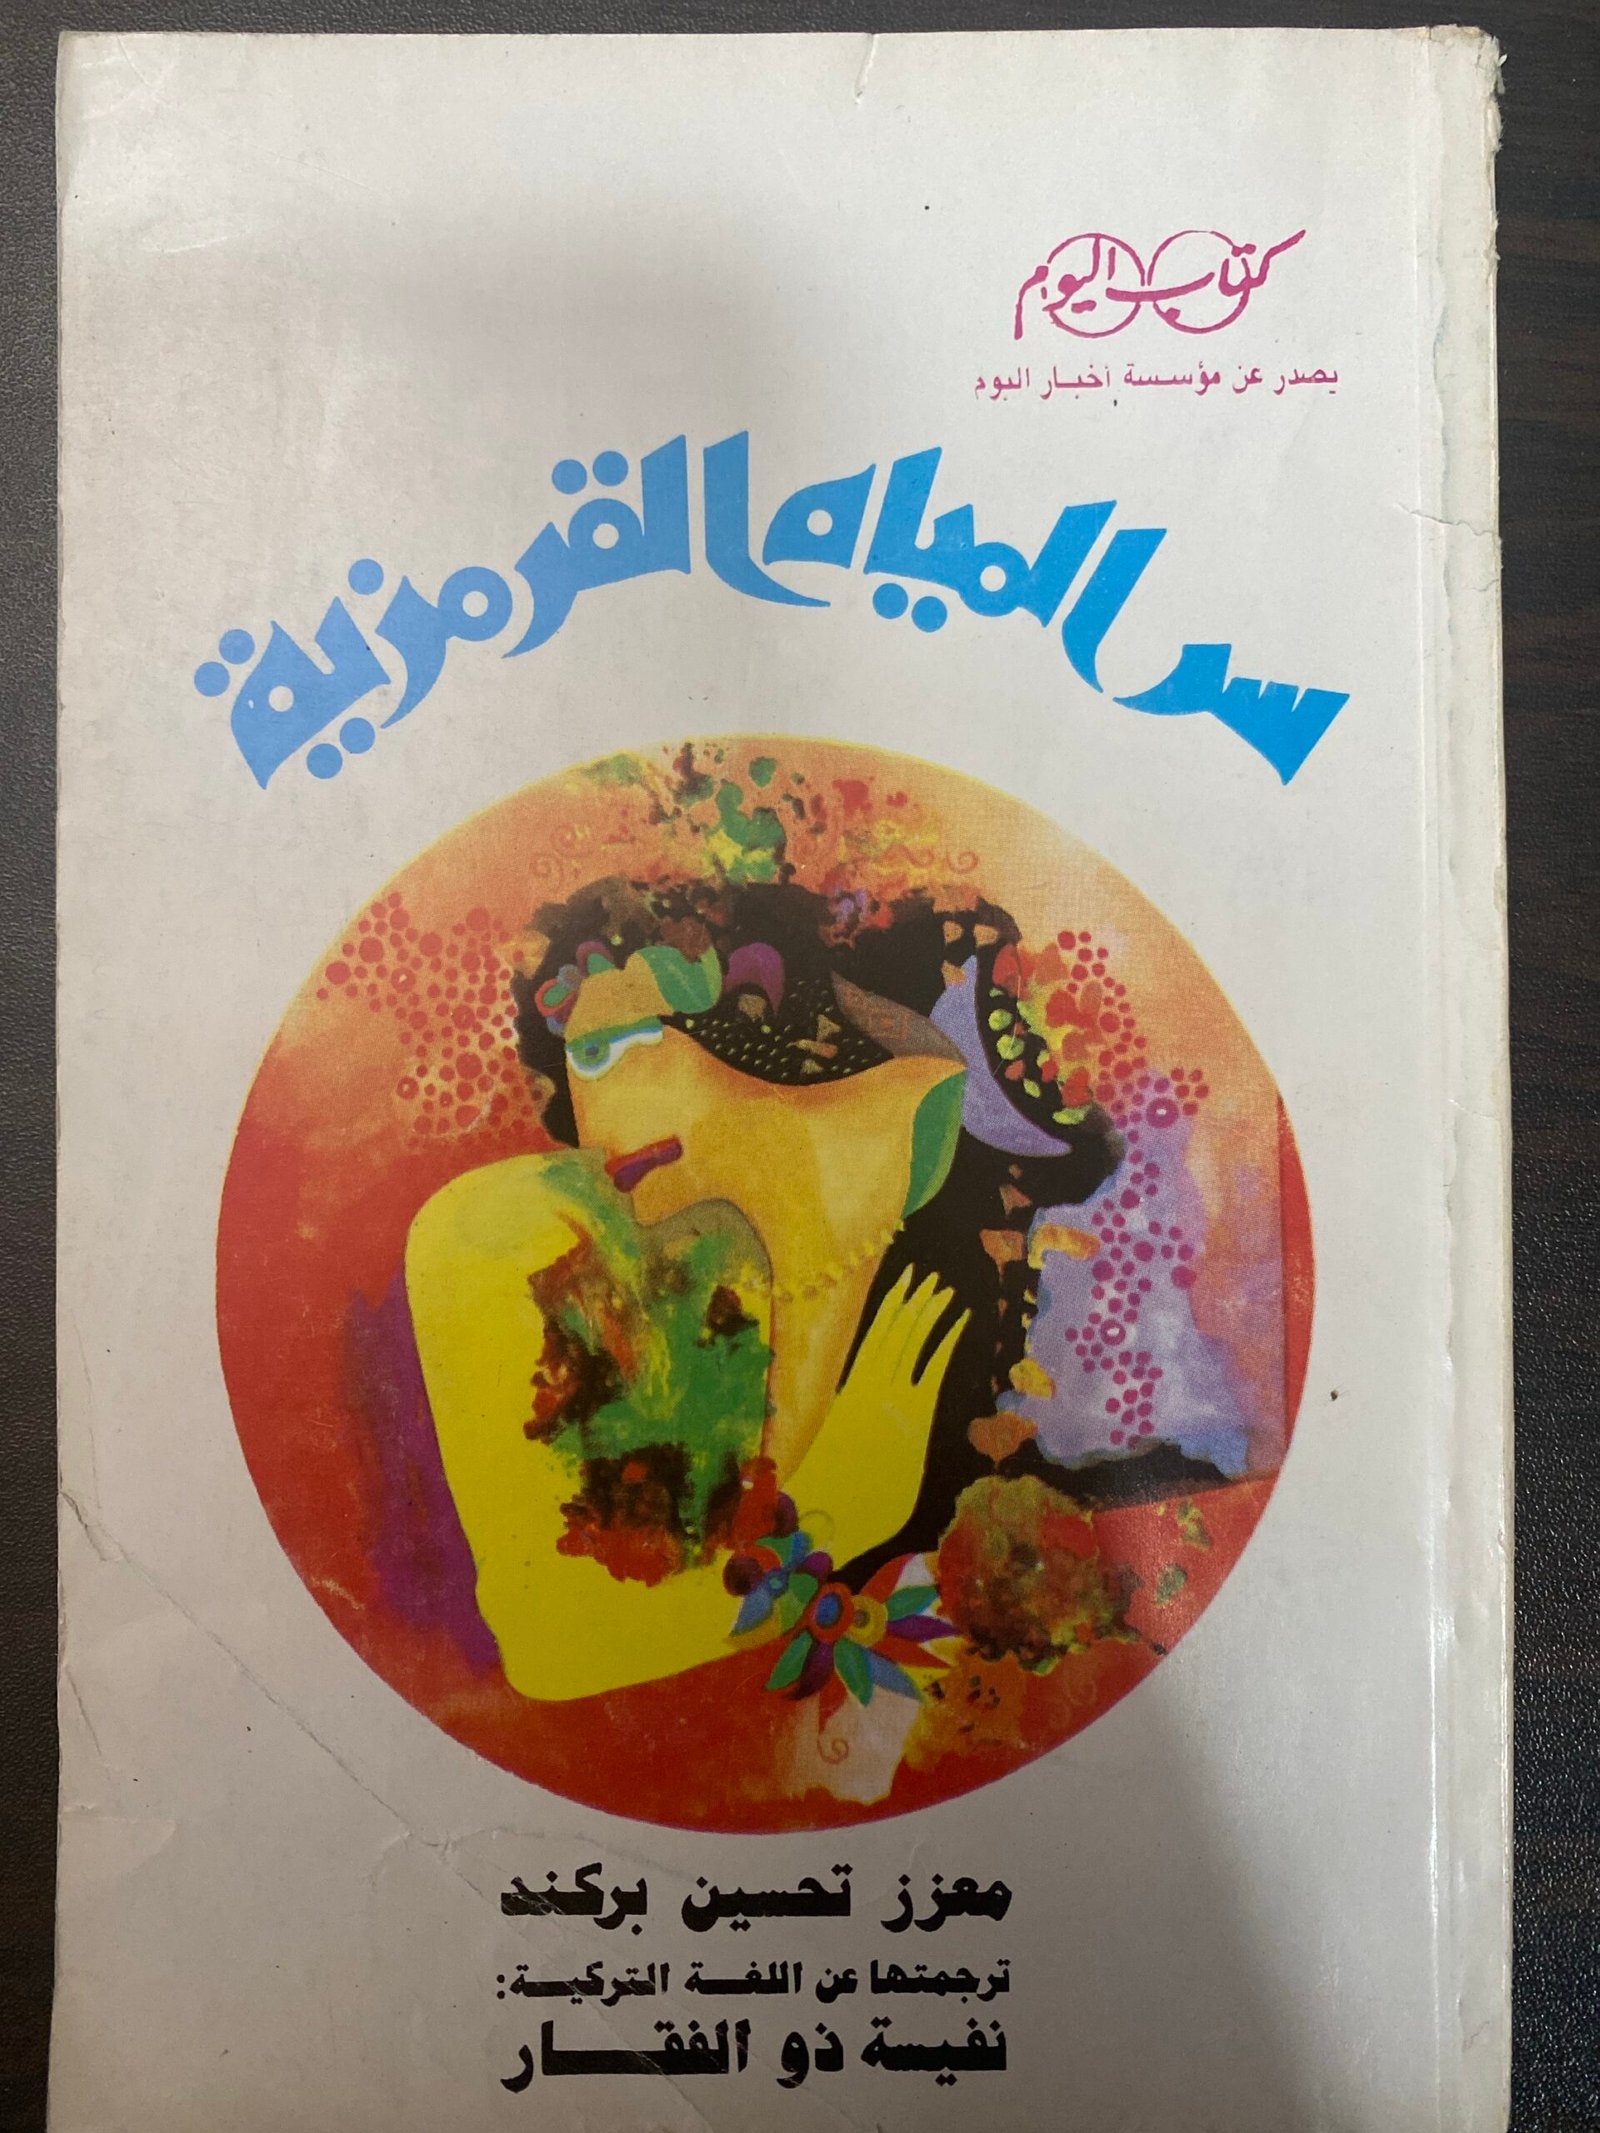 كتاب اليوم
يصدر عن مؤسسة أخبار اليوم
سر المياه القرمزية
معزز تحسين بركند
ترجمتها عن اللغة التركية:
نفيسة ذو الفقار